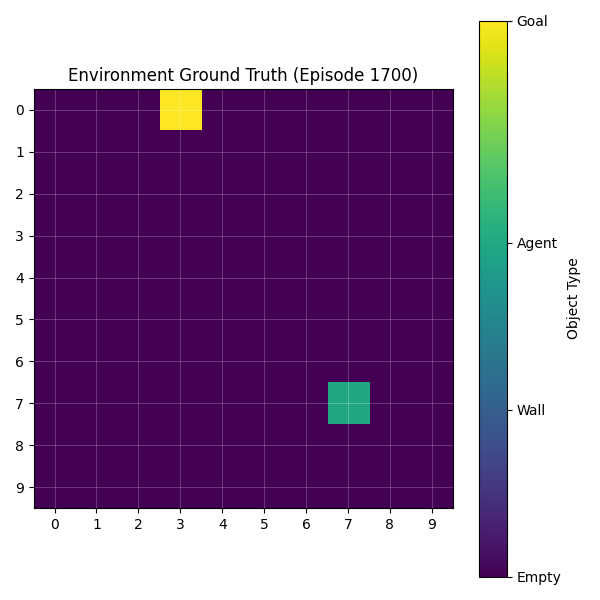 Environment Ground Truth (Episode 1700)
0
1
2
3
4
5
6
7
8
9
0 1 2 3 4 5 6 7 8 9
Goal
Agent
Wall
Empty
Object Type